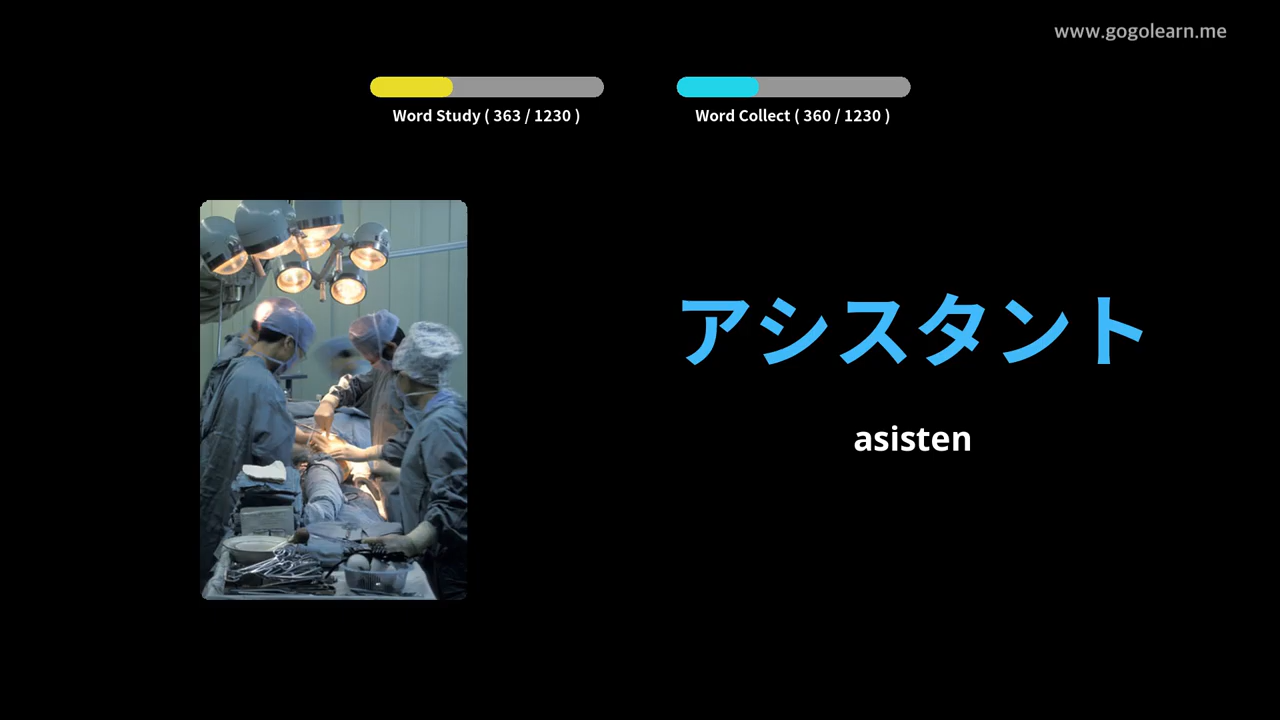 www.gogolearn.me
Word Study ( 363 / 1230 )
Word Collect ( 360 / 1230 )
アシスタント
asisten